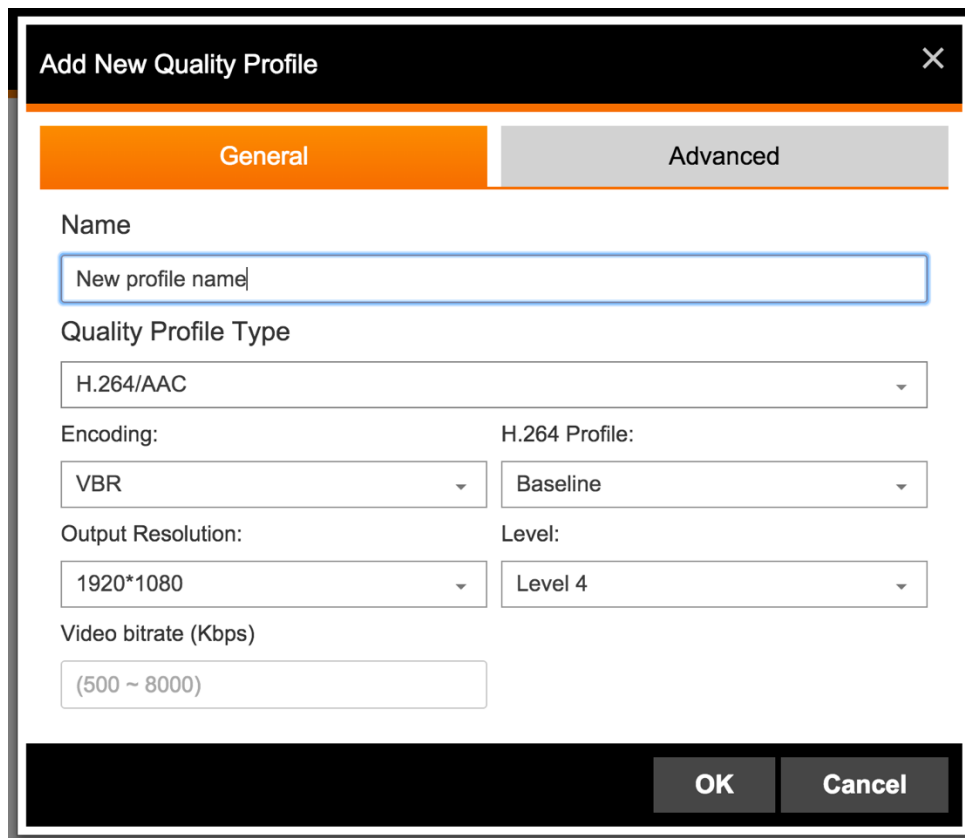 Add New Quality Profile
General
Advanced
Name
New profile name
Quality Profile Type
H.264/AAC
Encoding:
H.264 Profile:
VBR
Baseline
Output Resolution:
Level:
1920*1080
Level 4
Video bitrate (Kbps)
(500 ~ 8000)
OK
Cancel